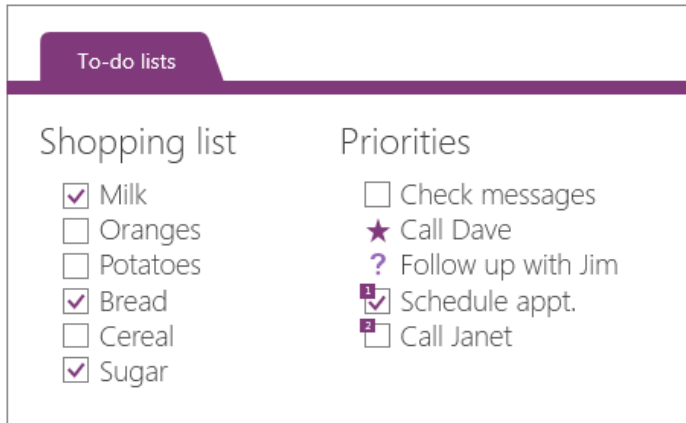 To-do lists
Shopping list
Milk
Oranges
Potatoes
Bread
Cereal
Sugar
Priorities
Check messages
Call Dave
? Follow up with Jim
1 Schedule appt.
2 Call Janet